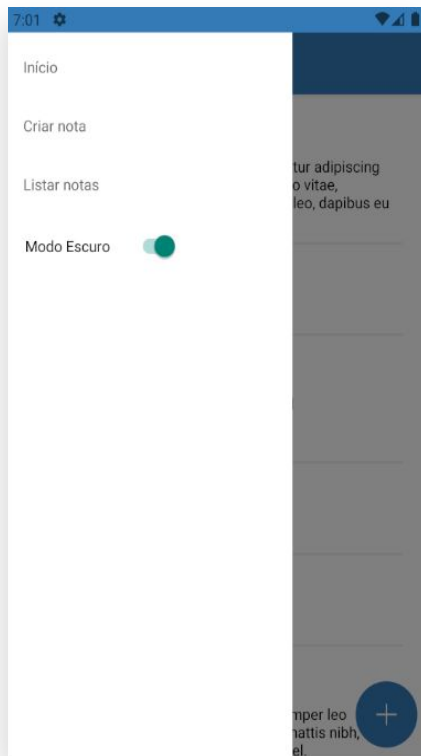 7:01
Início
Criar nota
tur adipiscing
o vitae,
leo, dapibus eu
Listar notas
Modo Escuro
mper leo
nattis nibh,
el.